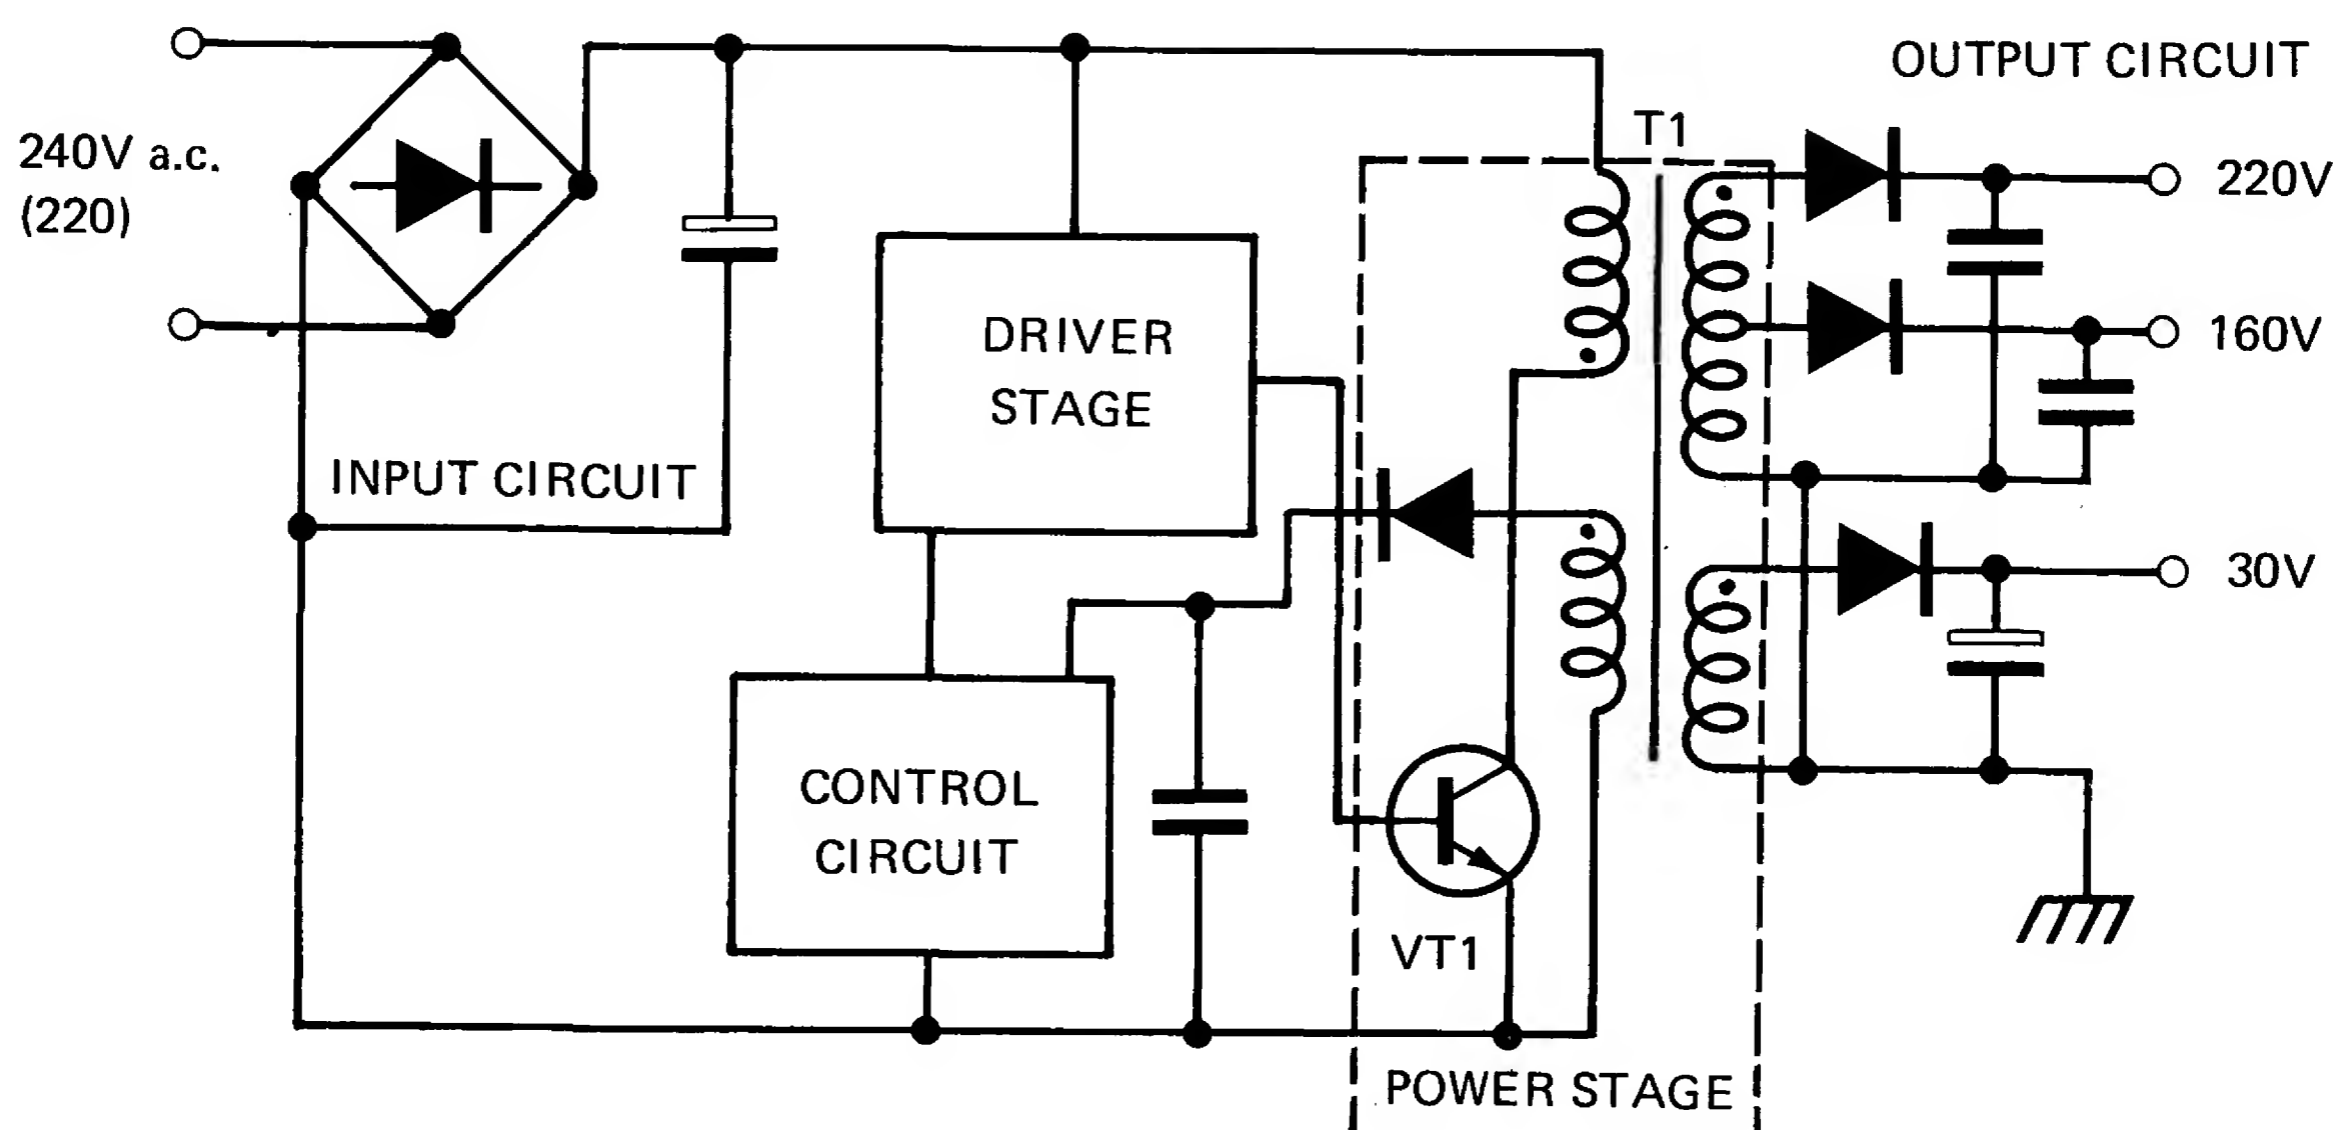 OUTPUT CIRCUIT
T1
240V a.c.
(220)
220V
160V
DRIVER
STAGE
INPUT CIRCUIT
30V
CONTROL
CIRCUIT
VT1
POWER STAGE